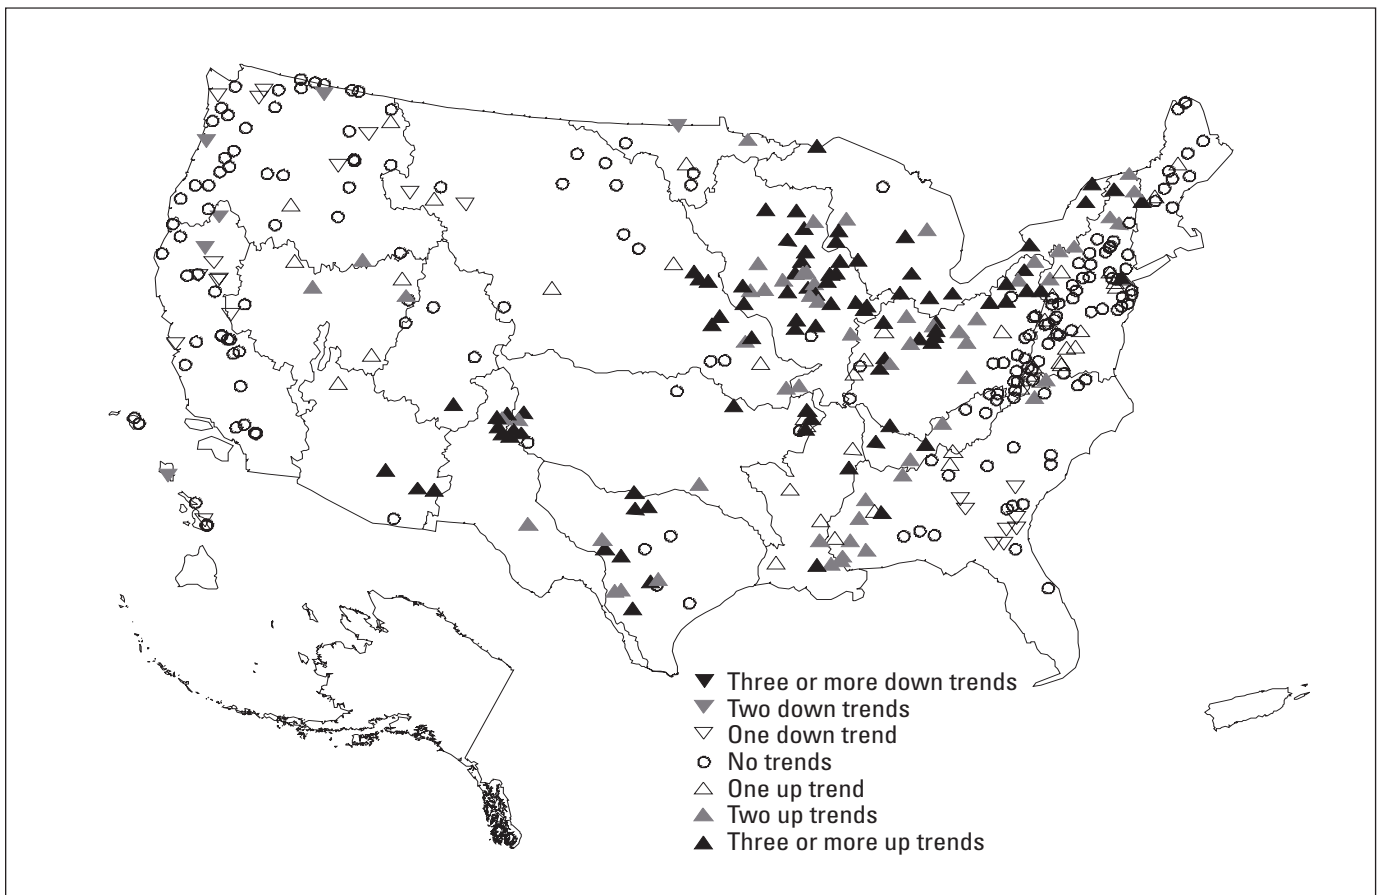 Three or more down trends
Two down trends
One down trend
No trends
One up trend
Two up trends
Three or more up trends